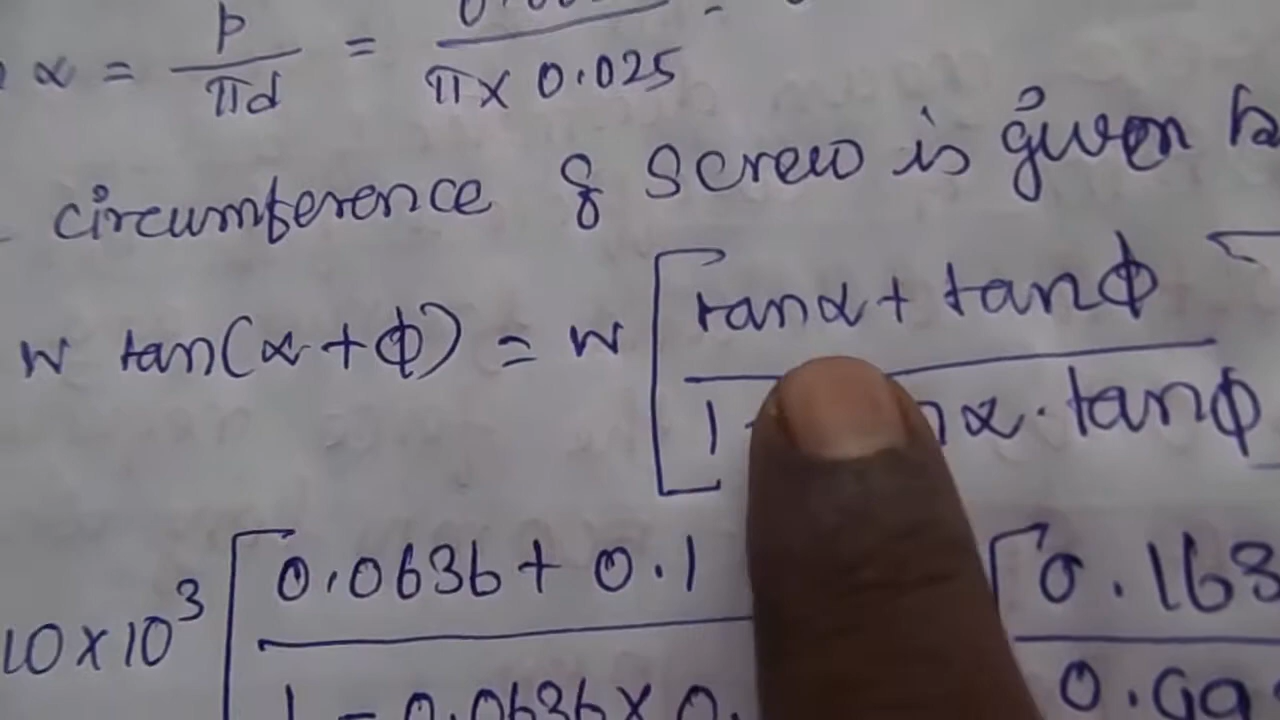 α = p/πd = /π × 0.025
circumference of screw is given
W tan(α + φ) = W [tanα + tanφ / 1 α · tanφ
10 × 10³ [0.0636 + 0.1 / 1 - 0.0636 × 0. [0.163 / 0.99